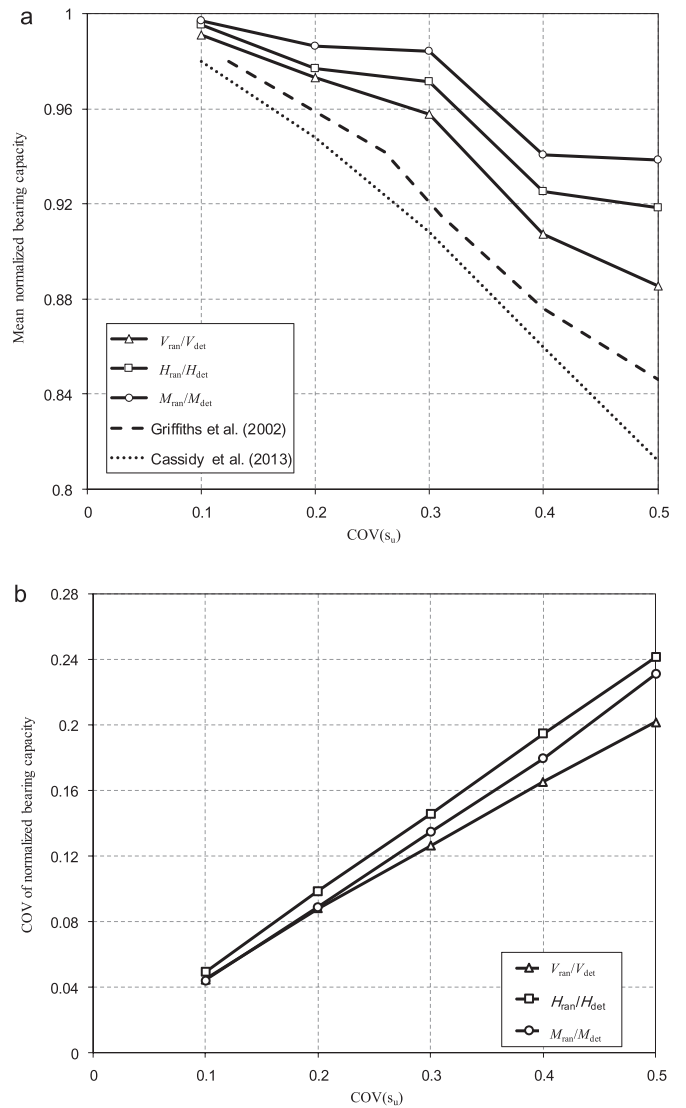 a
1
0.96
0.92
0.88
0.84
0.8
Mean normalized bearing capacity
V_ran/V_det
H_ran/H_det
M_ran/M_det
Griffiths et al. (2002)
Cassidy et al. (2013)
0 0.1 0.2 0.3 0.4 0.5
COV(s_u)
b
0.28
0.24
0.2
0.16
0.12
0.08
0.04
0
COV of normalized bearing capacity
V_ran/V_det
H_ran/H_det
M_ran/M_det
0 0.1 0.2 0.3 0.4 0.5
COV(s_u)